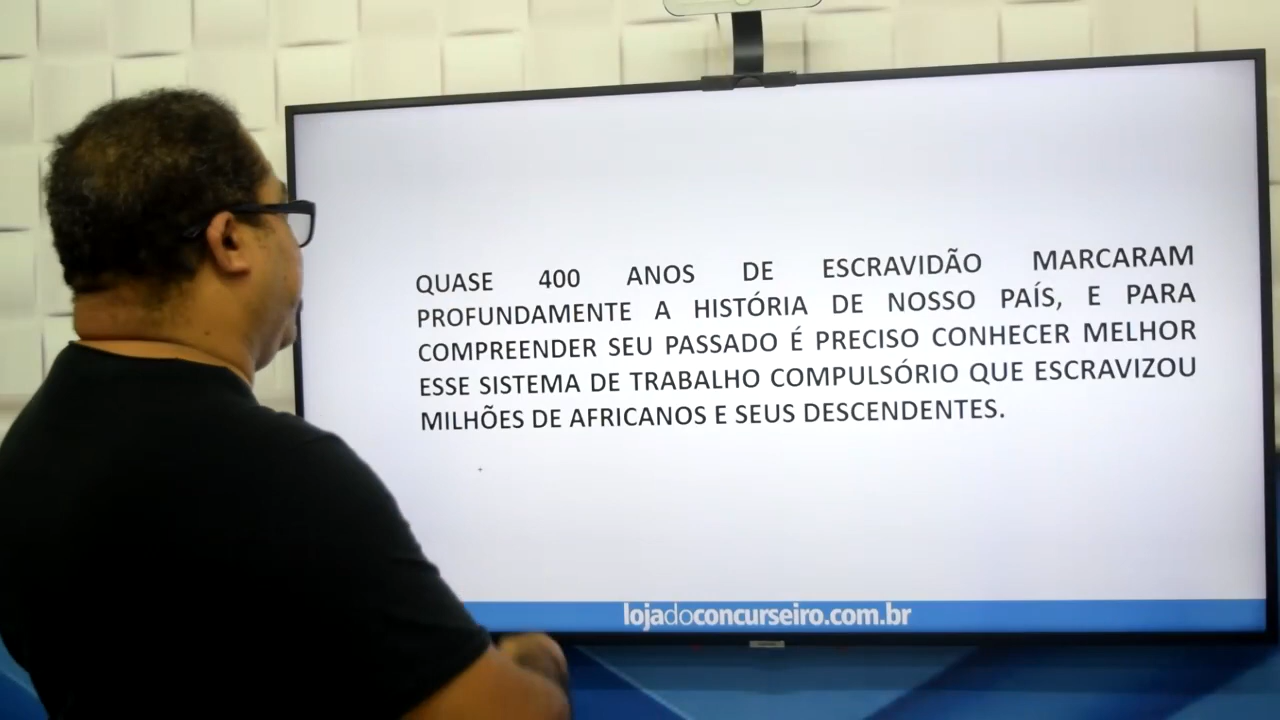 QUASE 400 ANOS DE ESCRAVIDÃO MARCARAM
PROFUNDAMENTE A HISTÓRIA DE NOSSO PAÍS, E PARA
COMPREENDER SEU PASSADO É PRECISO CONHECER MELHOR
ESSE SISTEMA DE TRABALHO COMPULSÓRIO QUE ESCRAVIZOU
MILHÕES DE AFRICANOS E SEUS DESCENDENTES.
lojadoconcurseiro.com.br